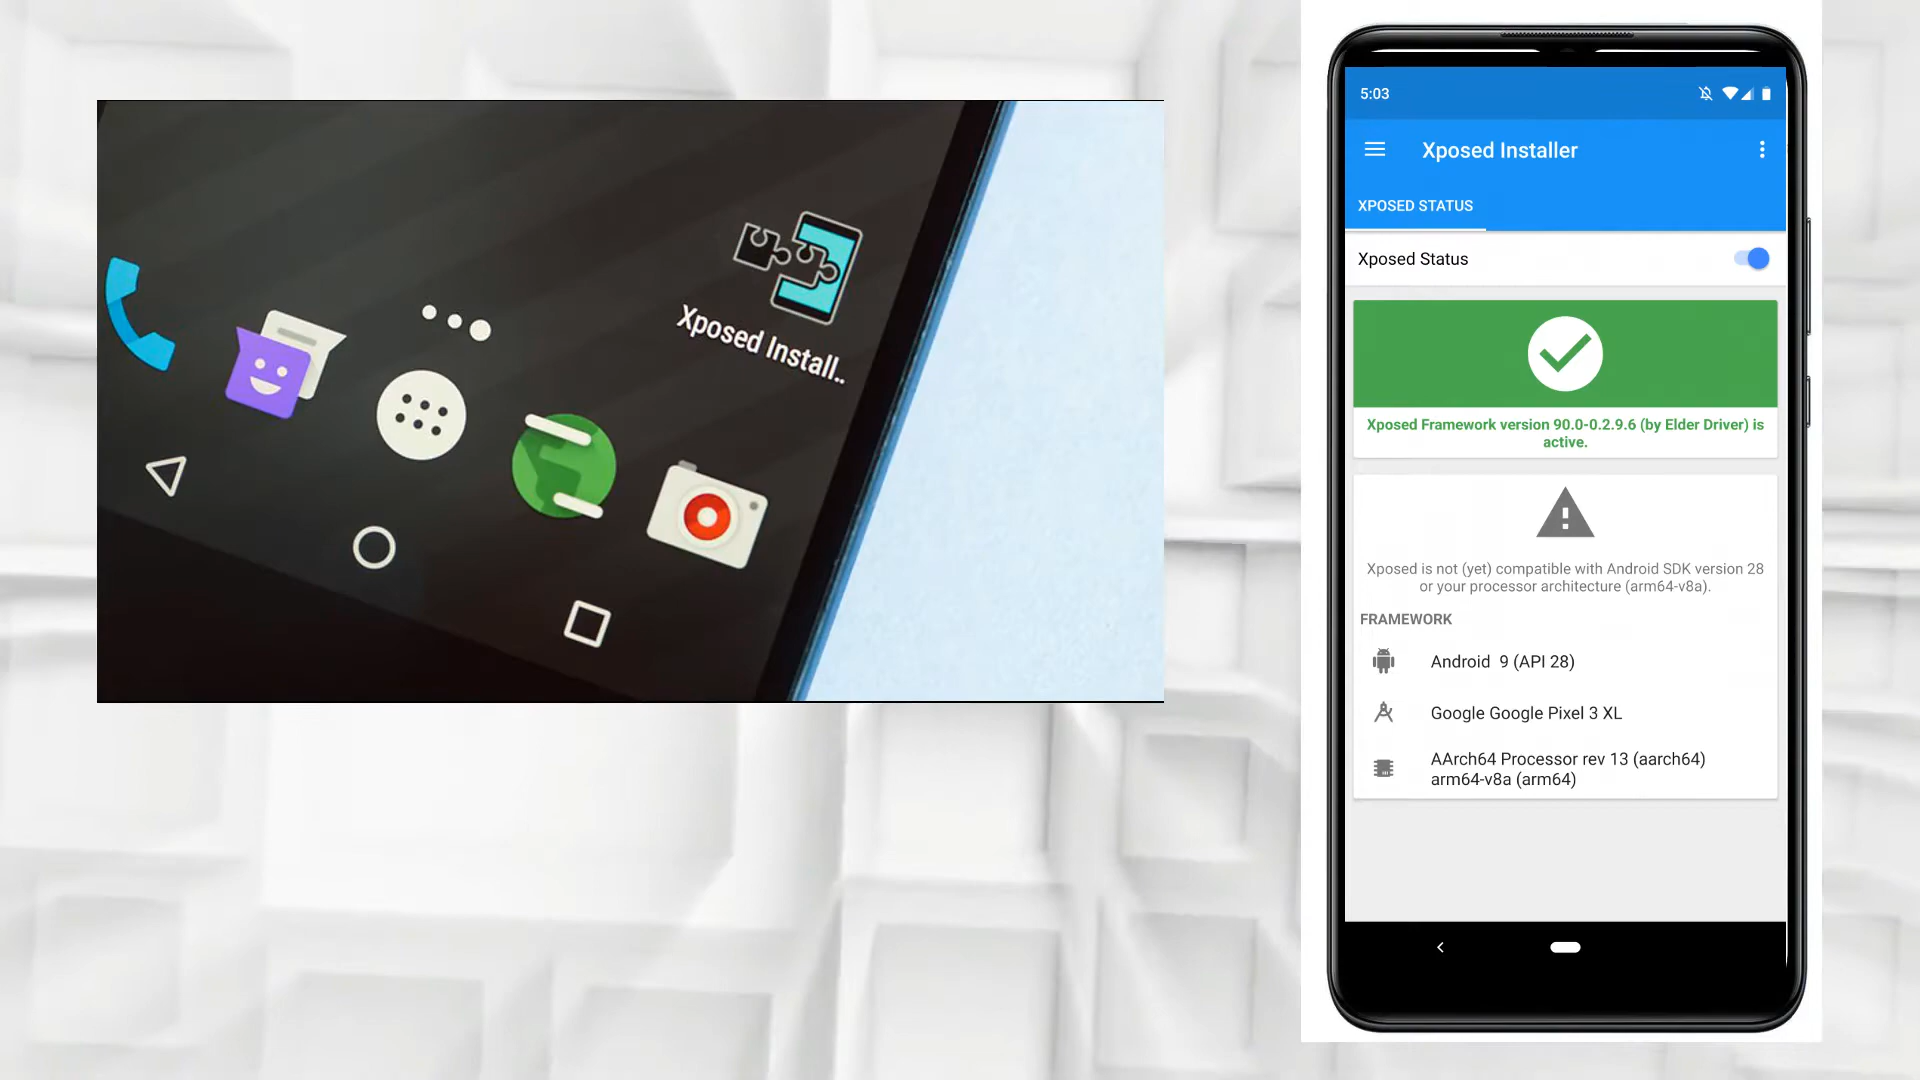 Xposed Install..
5:03
Xposed Installer
XPOSED STATUS
Xposed Status
Xposed Framework version 90.0-0.2.9.6 (by Elder Driver) is
active.
Xposed is not (yet) compatible with Android SDK version 28
or your processor architecture (arm64-v8a).
FRAMEWORK
Android  9 (API 28)
Google Google Pixel 3 XL
AArch64 Processor rev 13 (aarch64)
arm64-v8a (arm64)